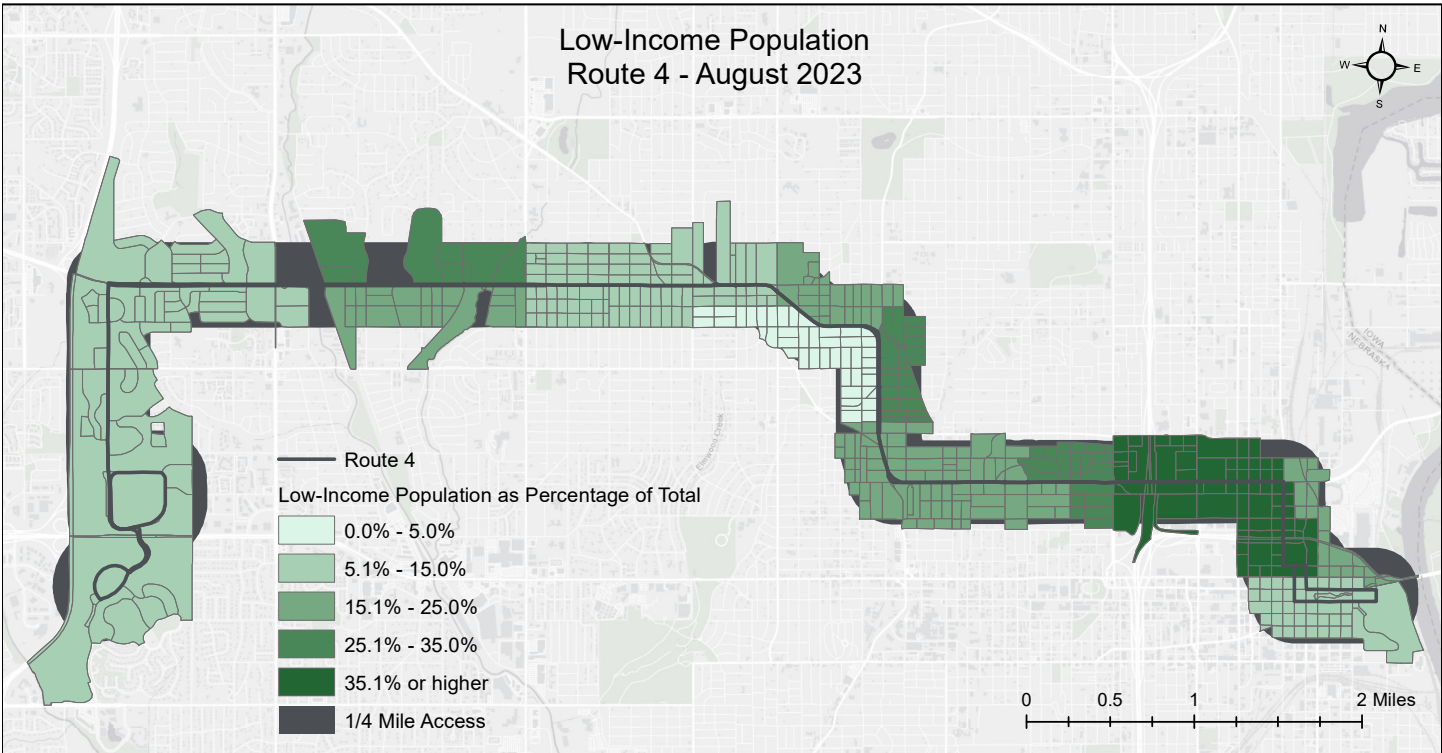 Low-Income Population
Route 4 - August 2023
N
W E
S
IOWA
NEBRASKA
Elmwood Creek
Route 4
Low-Income Population as Percentage of Total
0.0% - 5.0%
5.1% - 15.0%
15.1% - 25.0%
25.1% - 35.0%
35.1% or higher
1/4 Mile Access
0 0.5 1 2 Miles